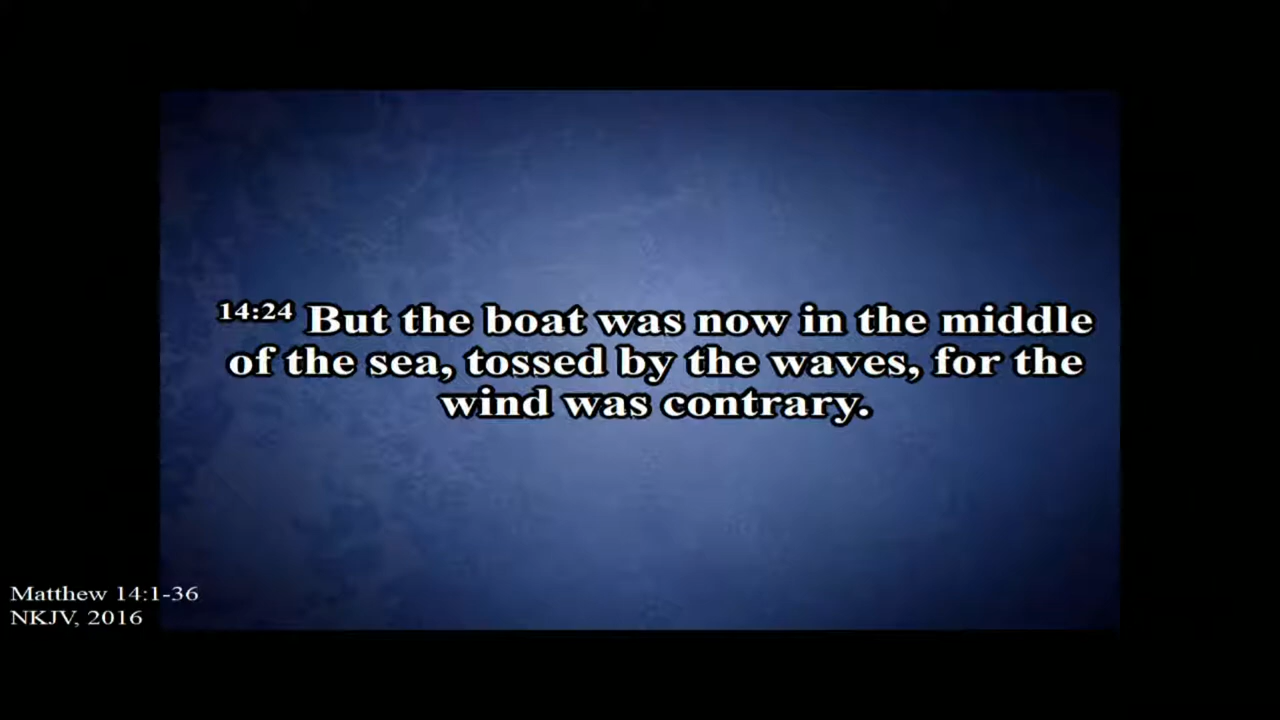 14:24 But the boat was now in the middle
of the sea, tossed by the waves, for the
wind was contrary.
Matthew 14:1-36
NKJV, 2016